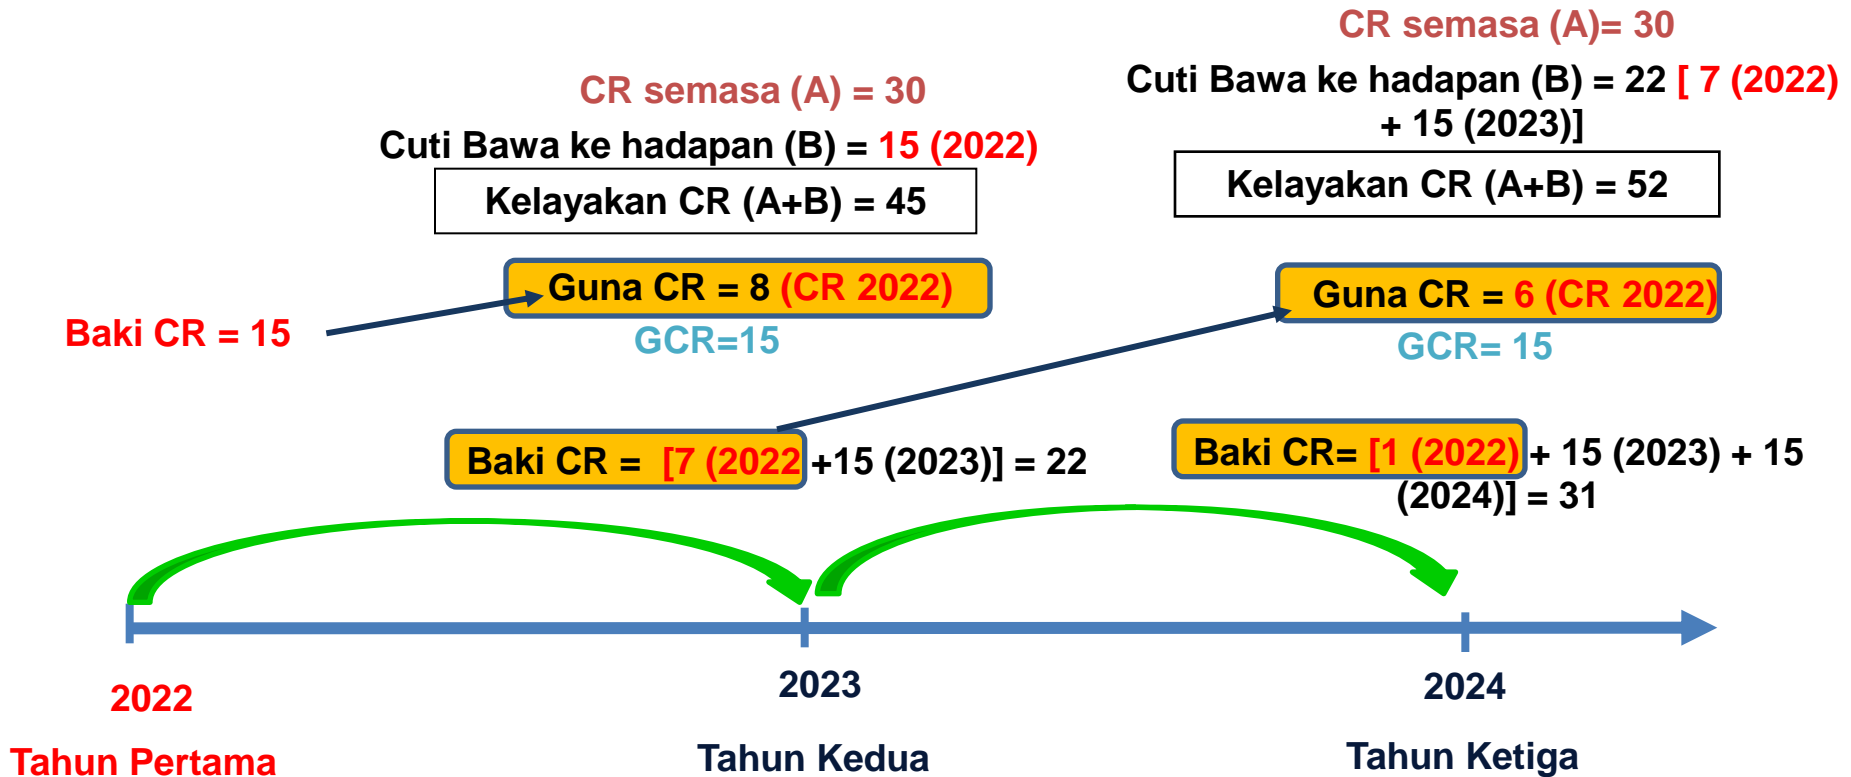 CR semasa (A) = 30
Cuti Bawa ke hadapan (B) = 15 (2022)
Kelayakan CR (A+B) = 45
CR semasa (A)= 30
Cuti Bawa ke hadapan (B) = 22 [ 7 (2022)
+ 15 (2023)]
Kelayakan CR (A+B) = 52
Baki CR = 15
Guna CR = 8 (CR 2022)
GCR=15
Guna CR = 6 (CR 2022)
GCR= 15
Baki CR = [7 (2022 +15 (2023)] = 22
Baki CR= [1 (2022) + 15 (2023) + 15
(2024)] = 31
2022
Tahun Pertama
2023
Tahun Kedua
2024
Tahun Ketiga